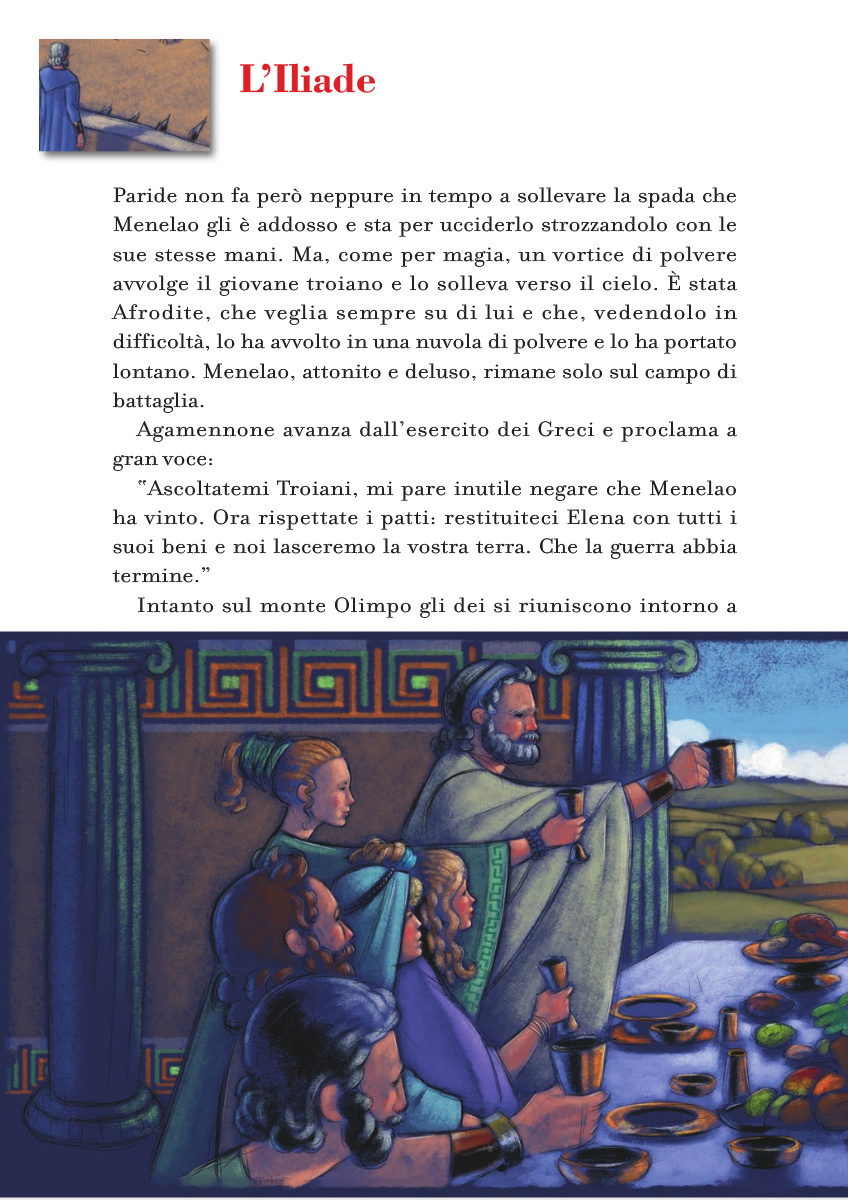 L’Iliade
Paride non fa però neppure in tempo a sollevare la spada che
Menelao gli è addosso e sta per ucciderlo strozzandolo con le
sue stesse mani. Ma, come per magia, un vortice di polvere
avvolge il giovane troiano e lo solleva verso il cielo. È stata
Afrodite, che veglia sempre su di lui e che, vedendolo in
difficoltà, lo ha avvolto in una nuvola di polvere e lo ha portato
lontano. Menelao, attonito e deluso, rimane solo sul campo di
battaglia.
Agamennone avanza dall’esercito dei Greci e proclama a
gran voce:
‟Ascoltatemi Troiani, mi pare inutile negare che Menelao
ha vinto. Ora rispettate i patti: restituiteci Elena con tutti i
suoi beni e noi lasceremo la vostra terra. Che la guerra abbia
termine.”
Intanto sul monte Olimpo gli dei si riuniscono intorno a